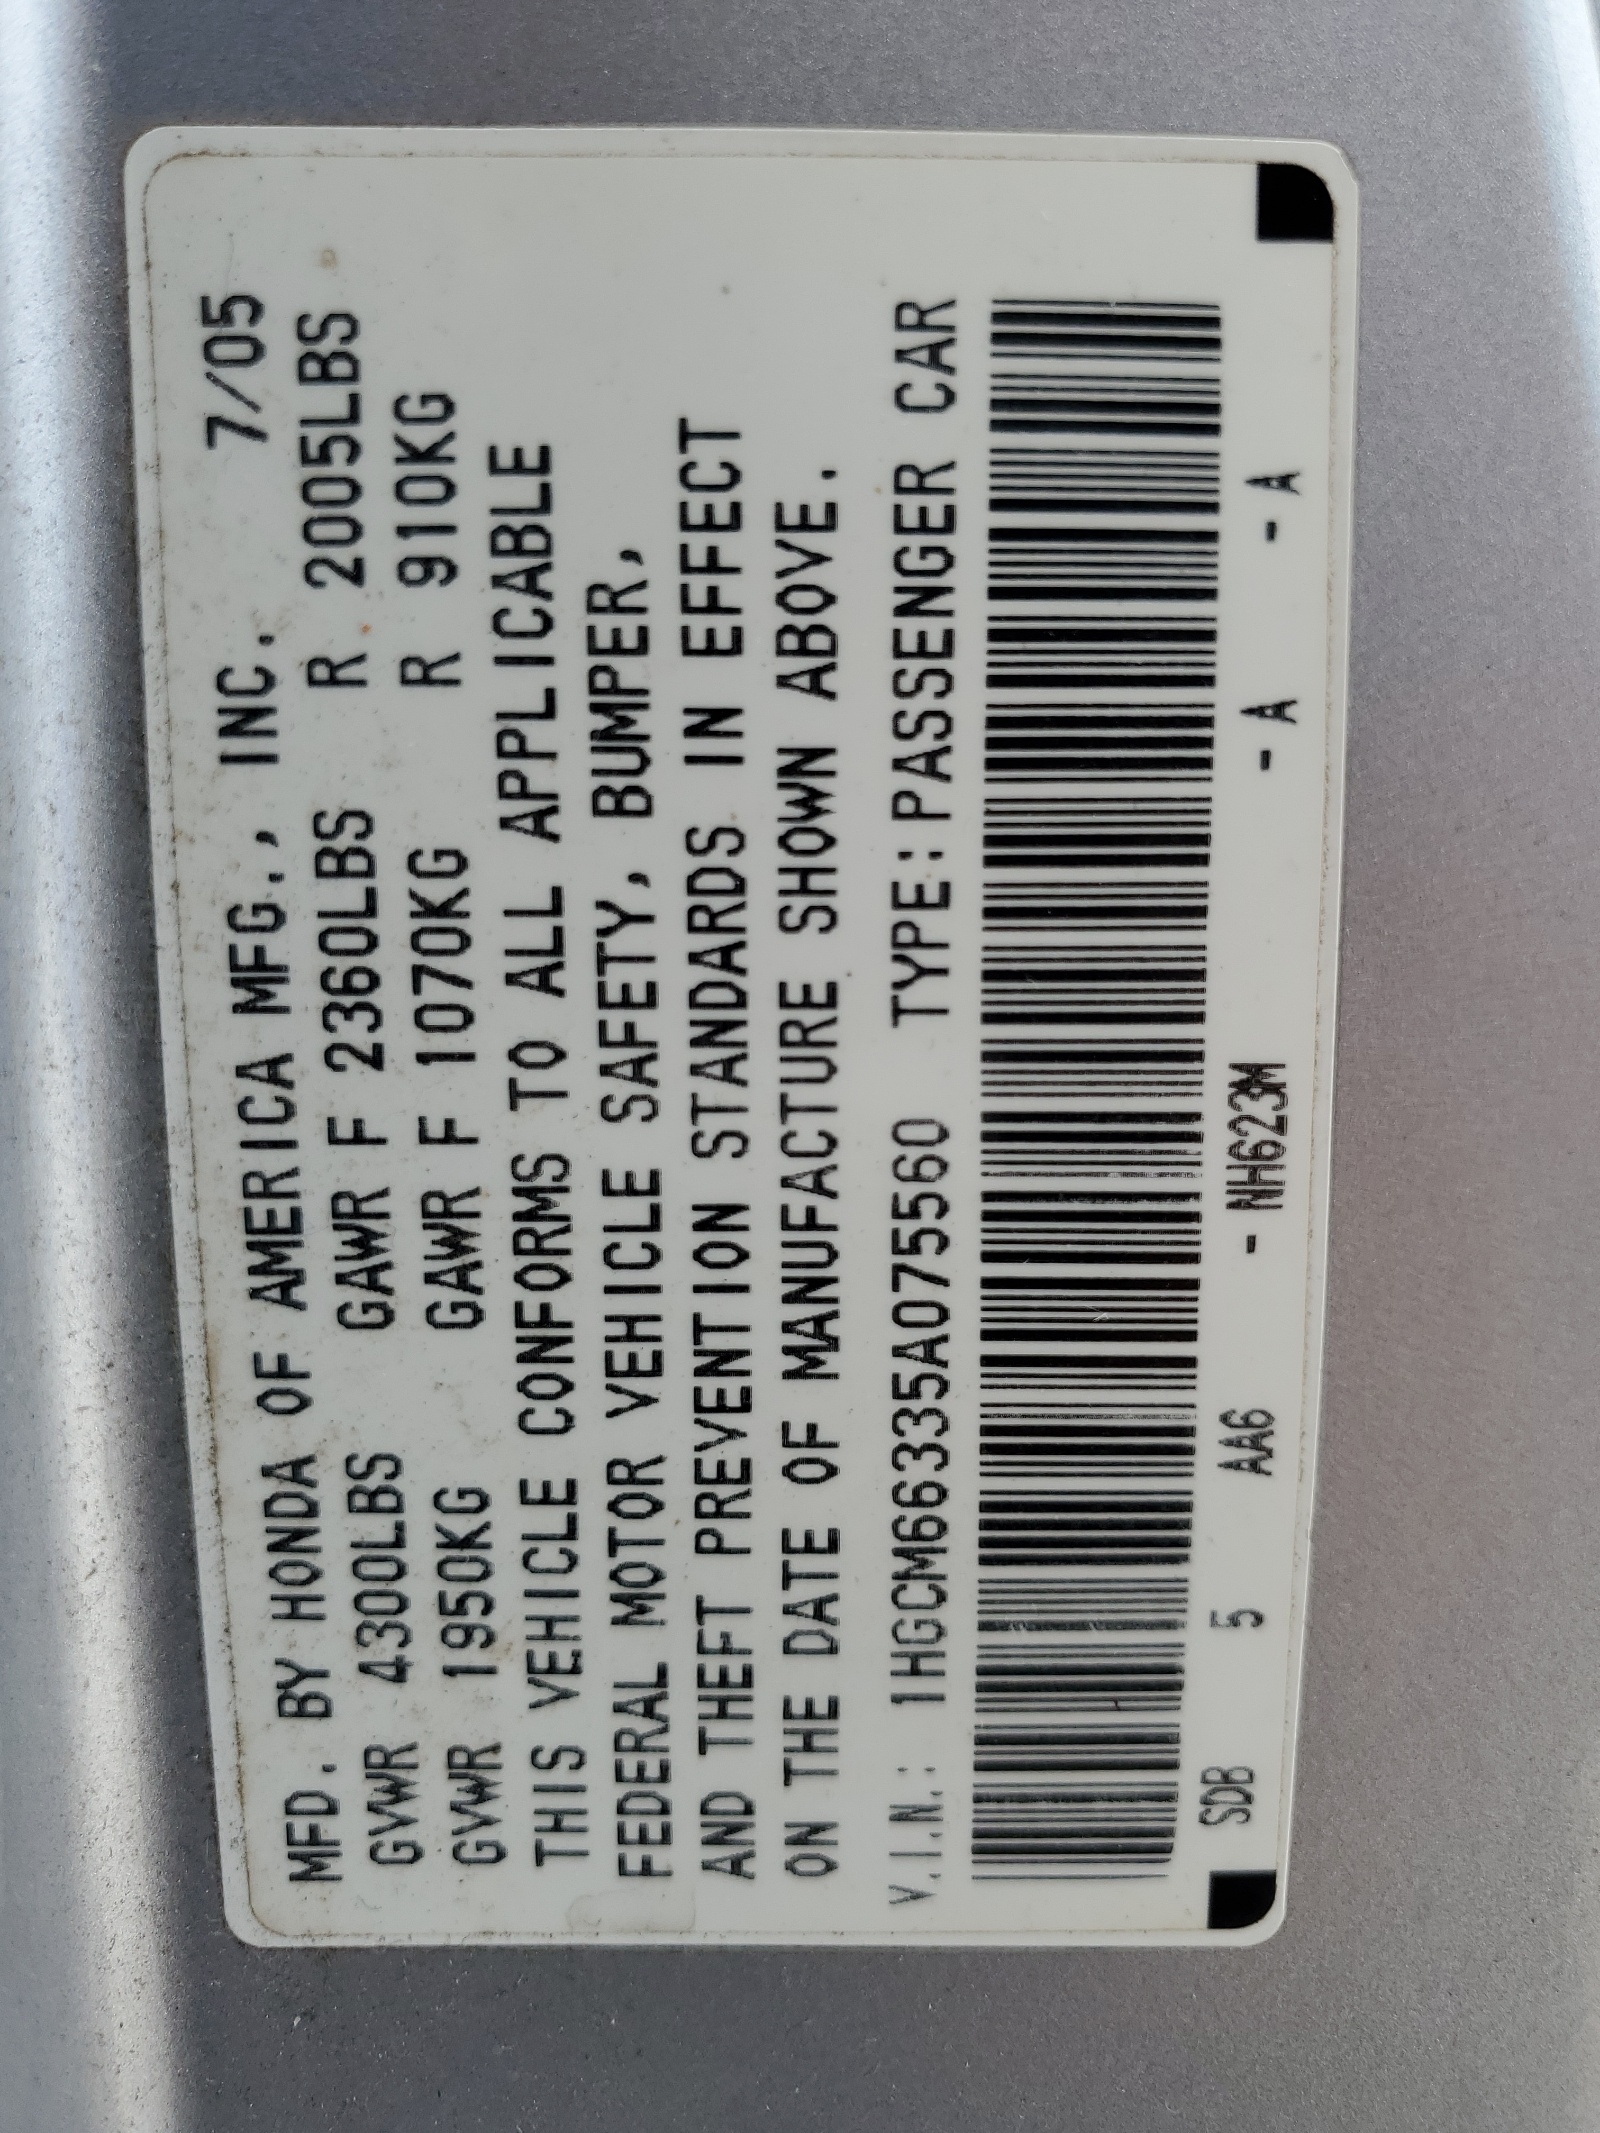 MFD. BY HONDA OF AMERICA MFG., INC. 7/05
GVWR 4300LBS GAWR F 2360LBS R 2005LBS
GVWR 1950KG GAWR F 1070KG R 910KG
THIS VEHICLE CONFORMS TO ALL APPLICABLE
FEDERAL MOTOR VEHICLE SAFETY, BUMPER,
AND THEFT PREVENTION STANDARDS IN EFFECT
ON THE DATE OF MANUFACTURE SHOWN ABOVE.
V.I.N.: 1HGCM66335A075560 TYPE:PASSENGER CAR
SDB 5 AA6 - NH623M - A - A